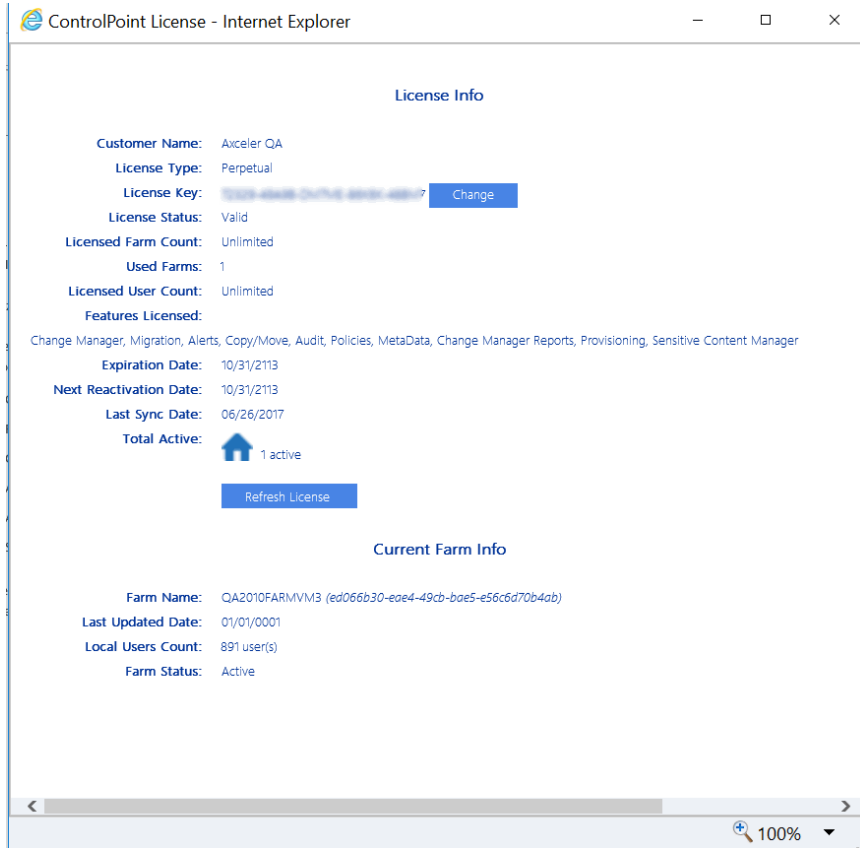 ControlPoint License - Internet Explorer
License Info
Customer Name: Axceler QA
License Type: Perpetual
License Key: Change
License Status: Valid
Licensed Farm Count: Unlimited
Used Farms: 1
Licensed User Count: Unlimited
Features Licensed:
Change Manager, Migration, Alerts, Copy/Move, Audit, Policies, MetaData, Change Manager Reports, Provisioning, Sensitive Content Manager
Expiration Date: 10/31/2113
Next Reactivation Date: 10/31/2113
Last Sync Date: 06/26/2017
Total Active: 1 active
Refresh License
Current Farm Info
Farm Name: QA2010FARMVM3 (ed066b30-eae4-49cb-bae5-e56c6d70b4ab)
Last Updated Date: 01/01/0001
Local Users Count: 891 user(s)
Farm Status: Active
100%